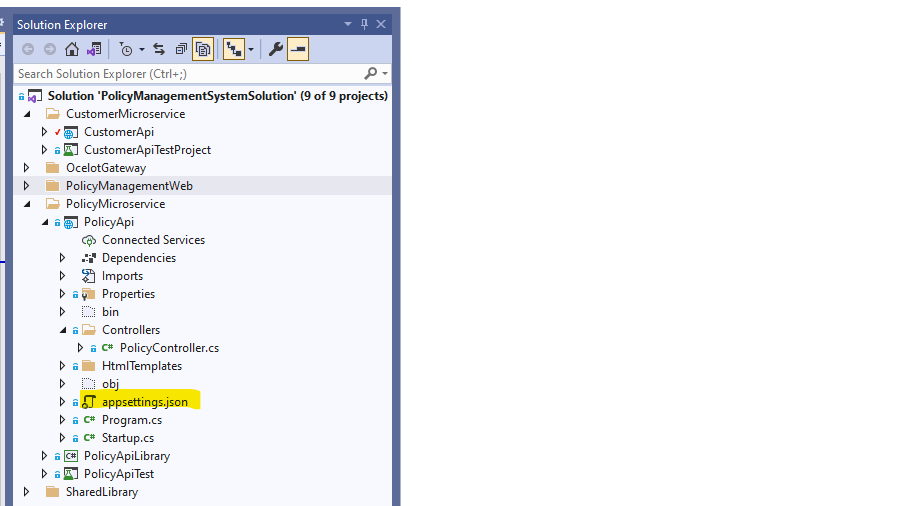 Solution Explorer
Search Solution Explorer (Ctrl+;)
Solution 'PolicyManagementSystemSolution' (9 of 9 projects)
CustomerMicroservice
CustomerApi
CustomerApiTestProject
OcelotGateway
PolicyManagementWeb
PolicyMicroservice
PolicyApi
Connected Services
Dependencies
Imports
Properties
bin
Controllers
C# PolicyController.cs
HtmlTemplates
obj
appsettings.json
C# Program.cs
C# Startup.cs
C# PolicyApiLibrary
PolicyApiTest
SharedLibrary